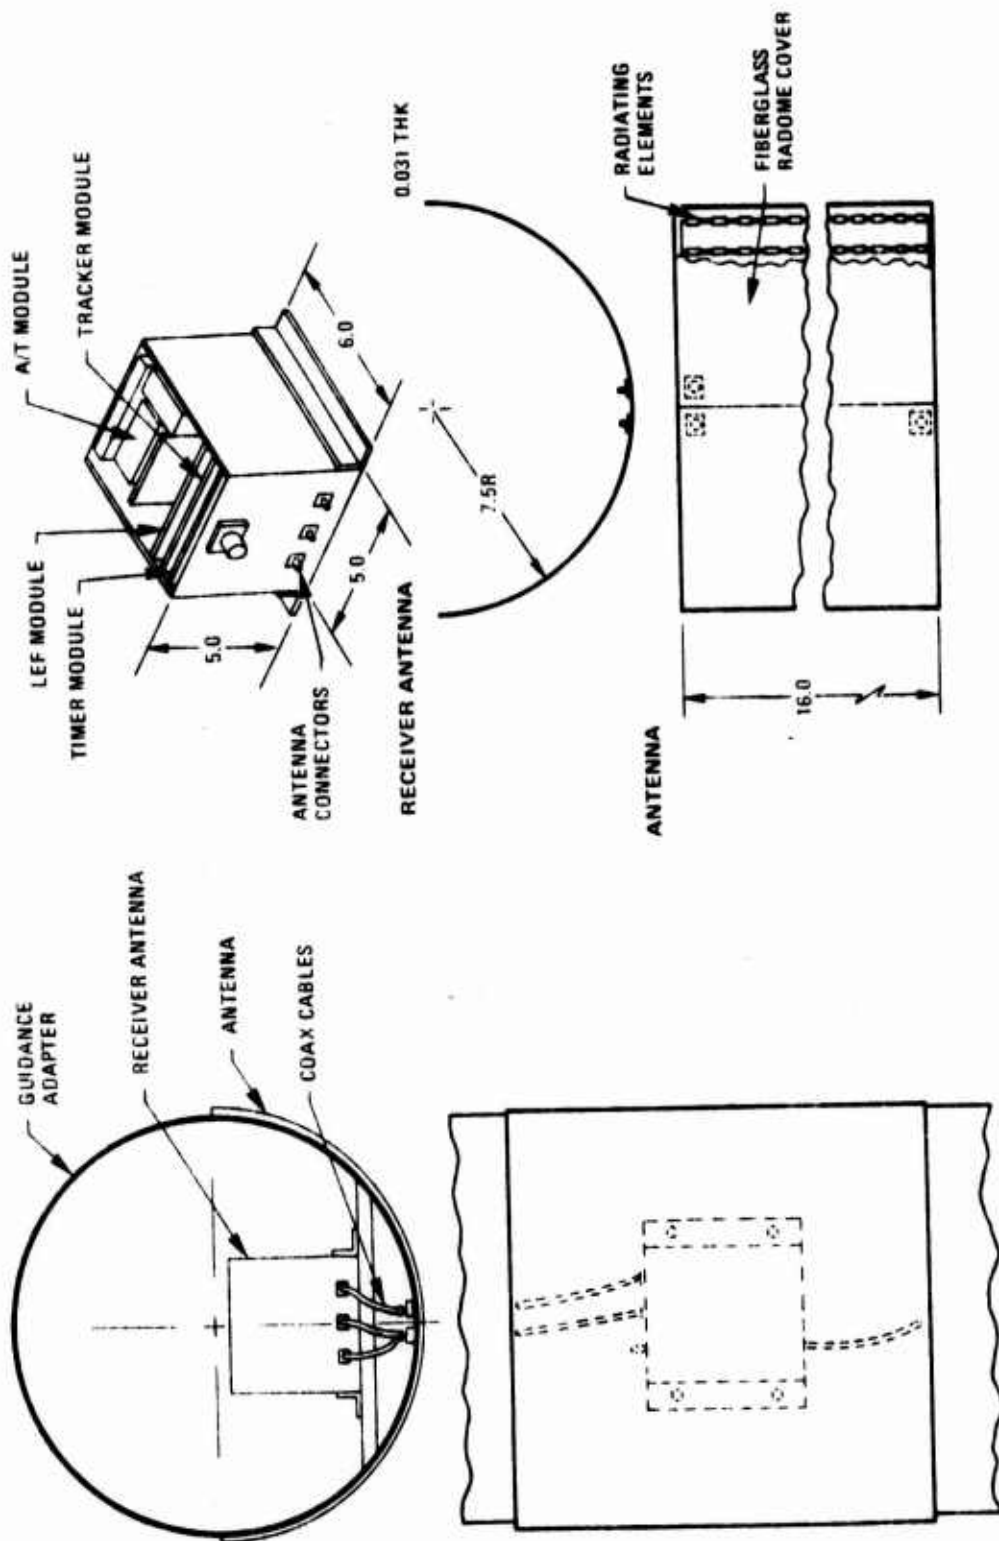 GUIDANCE
ADAPTER
RECEIVER ANTENNA
ANTENNA
COAX CABLES
LEF MODULE
TIMER MODULE
A/T MODULE
TRACKER MODULE
5.0
5.0
6.0
ANTENNA
CONNECTORS
RECEIVER ANTENNA
0.031 THK
7.5R
ANTENNA
16.0
RADIATING
ELEMENTS
FIBERGLASS
RADOME COVER